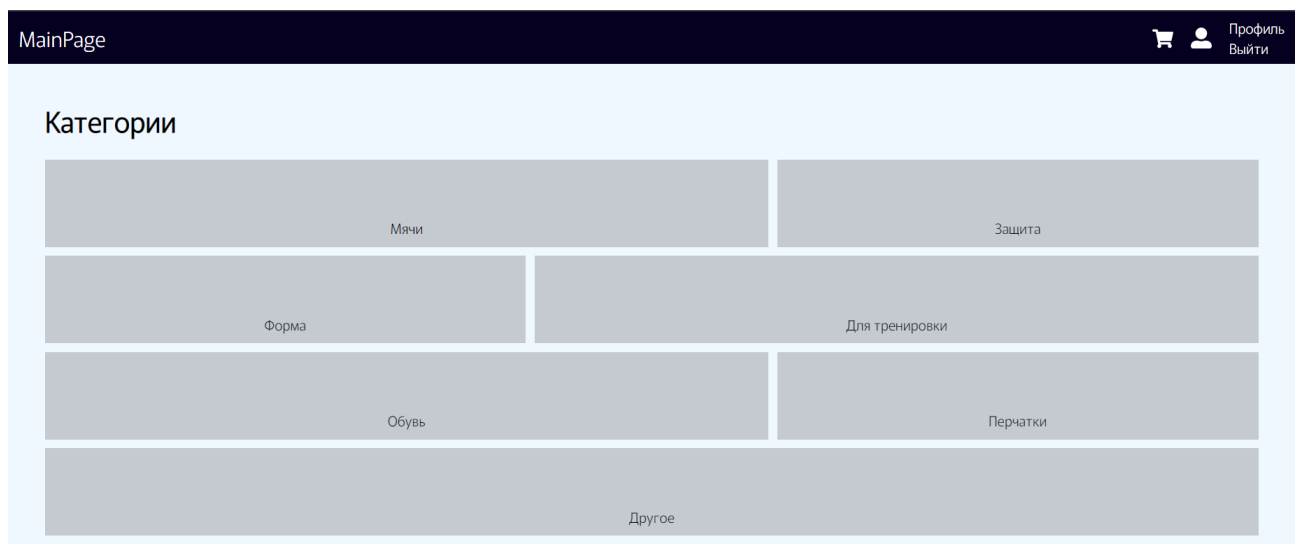 MainPage
Профиль
Выйти
Категории
Мячи
Защита
Форма
Для тренировки
Обувь
Перчатки
Другое